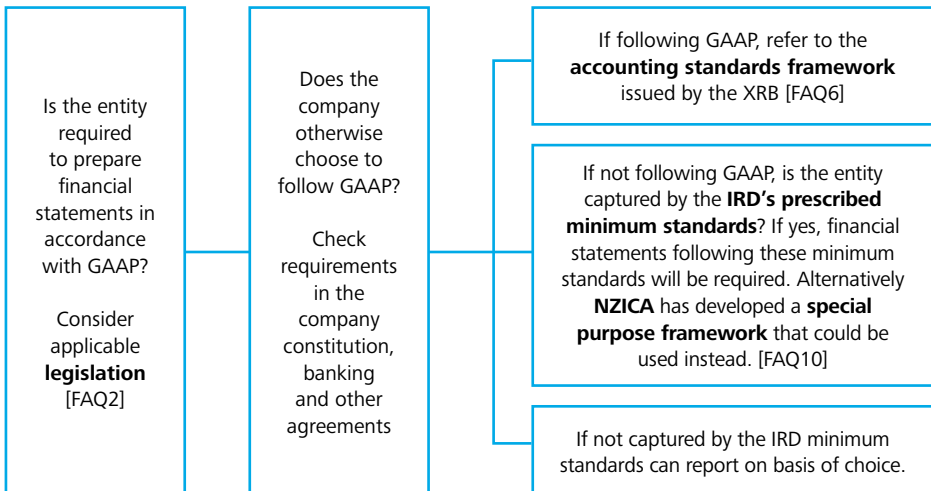 Is the entity
required
to prepare
financial
statements in
accordance
with GAAP?
Consider
applicable
legislation
[FAQ2]
Does the
company
otherwise
choose to
follow GAAP?
Check
requirements
in the
company
constitution,
banking
and other
agreements
If following GAAP, refer to the
accounting standards framework
issued by the XRB [FAQ6]
If not following GAAP, is the entity
captured by the IRD's prescribed
minimum standards? If yes, financial
statements following these minimum
standards will be required. Alternatively
NZICA has developed a special
purpose framework that could be
used instead. [FAQ10]
If not captured by the IRD minimum
standards can report on basis of choice.